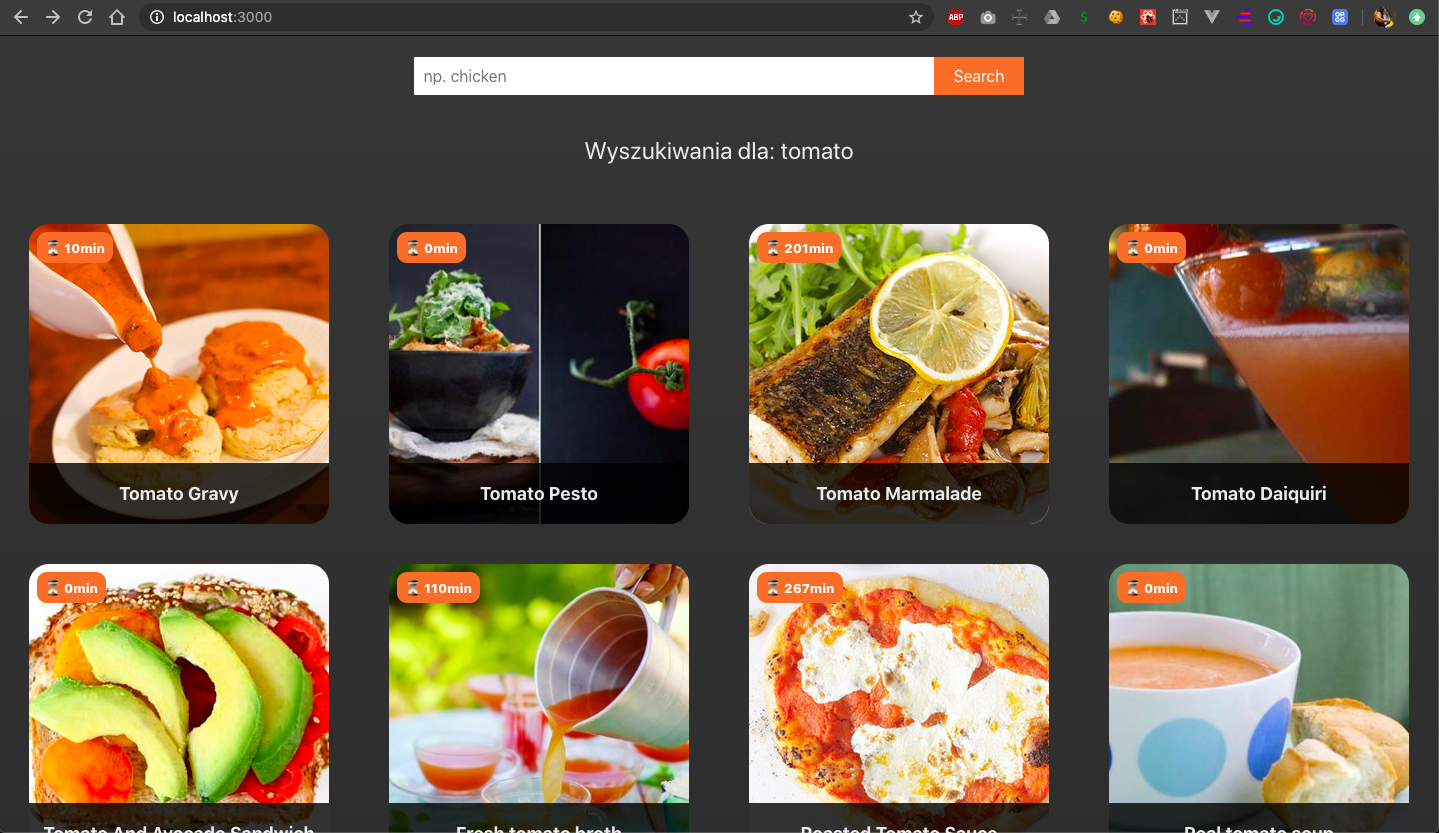 localhost:3000
ABP
np. chicken
Search
Wyszukiwania dla: tomato
⌛ 10min
⌛ 0min
⌛ 201min
⌛ 0min
Tomato Gravy
Tomato Pesto
Tomato Marmalade
Tomato Daiquiri
⌛ 0min
⌛ 110min
⌛ 267min
⌛ 0min
Tomato And Avocado Sandwich
Fresh tomato broth
Roasted Tomato Sauce
Real tomato soup